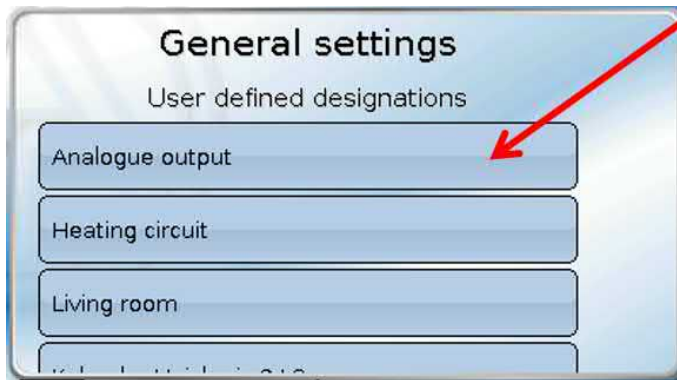 General settings
User defined designations
Analogue output
Heating circuit
Living room